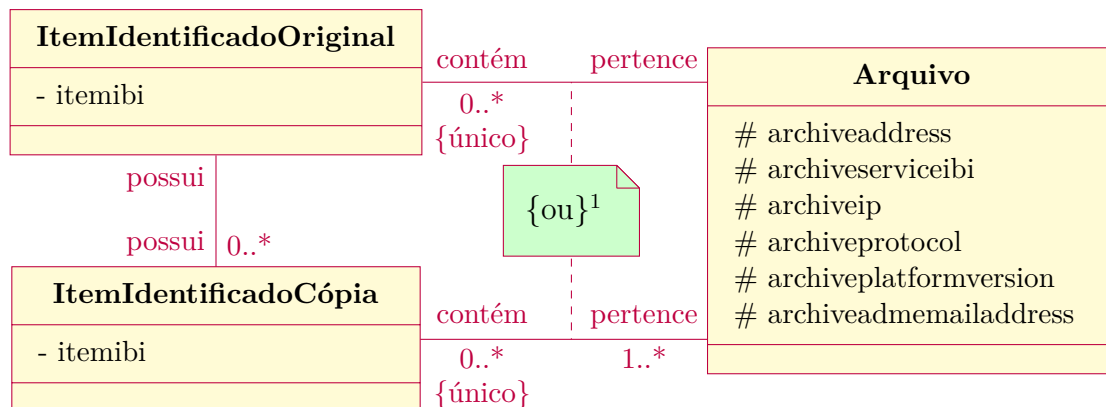 ItemIdentificadoOriginal
- itemibi
contém
pertence
0..*
{único}
Arquivo
# archiveaddress
# archiveserviceibi
# archiveip
# archiveprotocol
# archiveplatformversion
# archiveadmemailaddress
possui
possui
0..*
{ou}¹
ItemIdentificadoCópia
- itemibi
contém
pertence
0..*
1..*
{único}